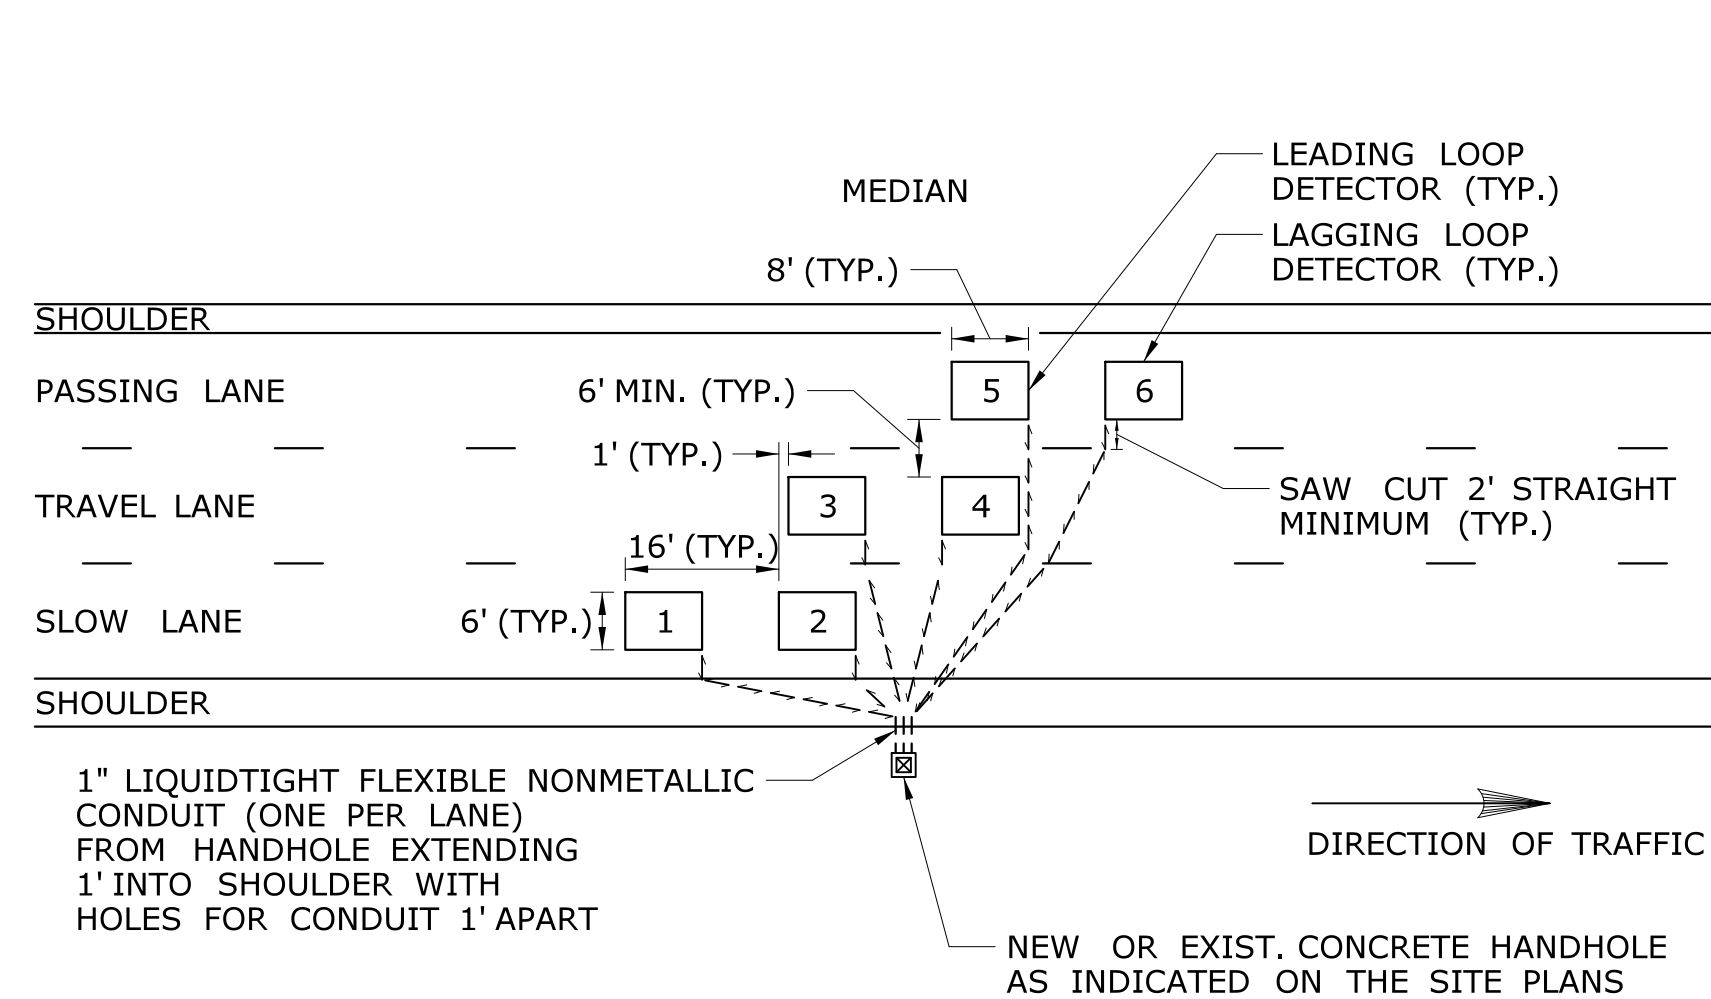 MEDIAN
LEADING LOOP
DETECTOR (TYP.)
LAGGING LOOP
DETECTOR (TYP.)
8' (TYP.)
SHOULDER
PASSING LANE
6' MIN. (TYP.)
5
6
1' (TYP.)
TRAVEL LANE
3
4
SAW CUT 2' STRAIGHT
MINIMUM (TYP.)
16' (TYP.)
SLOW LANE
6' (TYP.)
1
2
SHOULDER
1" LIQUIDTIGHT FLEXIBLE NONMETALLIC
CONDUIT (ONE PER LANE)
FROM HANDHOLE EXTENDING
1' INTO SHOULDER WITH
HOLES FOR CONDUIT 1' APART
DIRECTION OF TRAFFIC
NEW OR EXIST. CONCRETE HANDHOLE
AS INDICATED ON THE SITE PLANS